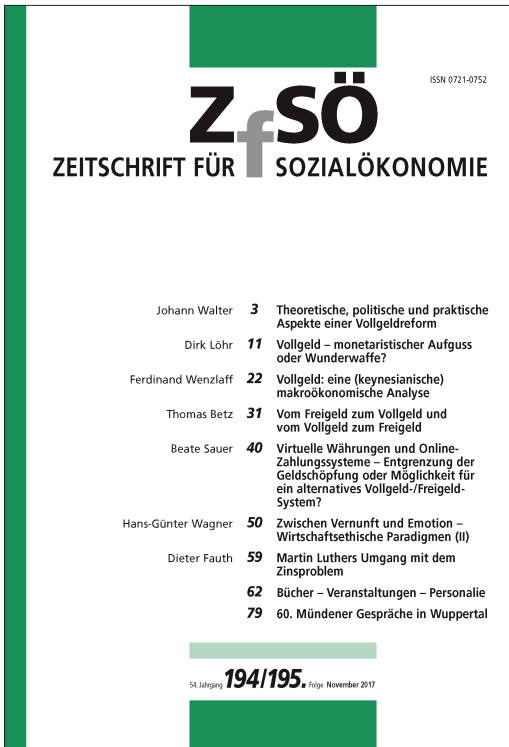 ISSN 0721-0752
ZfSÖ
ZEITSCHRIFT FÜR SOZIALÖKONOMIE
Johann Walter 3 Theoretische, politische und praktische
Aspekte einer Vollgeldreform
Dirk Löhr 11 Vollgeld – monetaristischer Aufguss
oder Wunderwaffe?
Ferdinand Wenzlaff 22 Vollgeld: eine (keynesianische)
makroökonomische Analyse
Thomas Betz 31 Vom Freigeld zum Vollgeld und
vom Vollgeld zum Freigeld
Beate Sauer 40 Virtuelle Währungen und Online-
Zahlungssysteme – Entgrenzung der
Geldschöpfung oder Möglichkeit für
ein alternatives Vollgeld-/Freigeld-
System?
Hans-Günter Wagner 50 Zwischen Vernunft und Emotion –
Wirtschaftsethische Paradigmen (II)
Dieter Fauth 59 Martin Luthers Umgang mit dem
Zinsproblem
62 Bücher – Veranstaltungen – Personalie
79 60. Mündener Gespräche in Wuppertal
54. Jahrgang 194/195. Folge November 2017